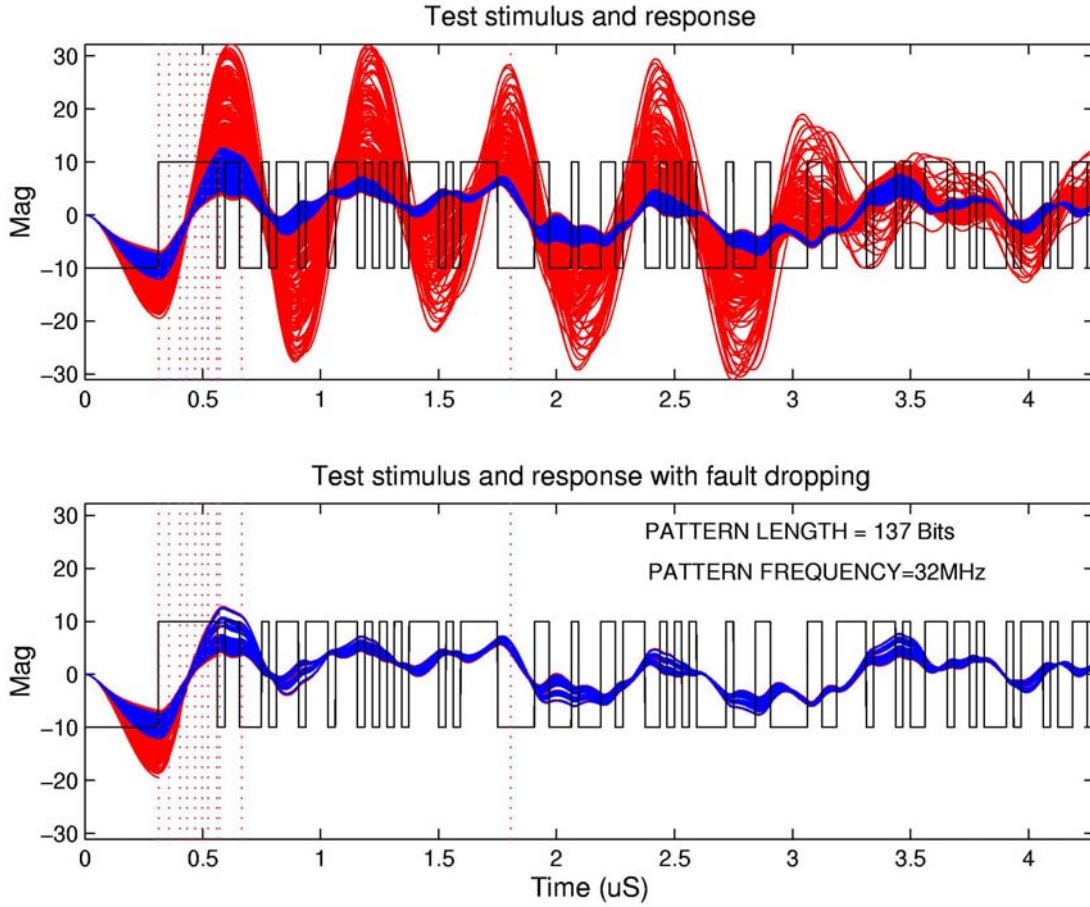 Test stimulus and response
30
20
10
0
−10
−20
−30
Mag
0 0.5 1 1.5 2 2.5 3 3.5 4
Test stimulus and response with fault dropping
30
20
10
0
−10
−20
−30
Mag
PATTERN LENGTH = 137 Bits
PATTERN FREQUENCY=32MHz
0 0.5 1 1.5 2 2.5 3 3.5 4
Time (uS)